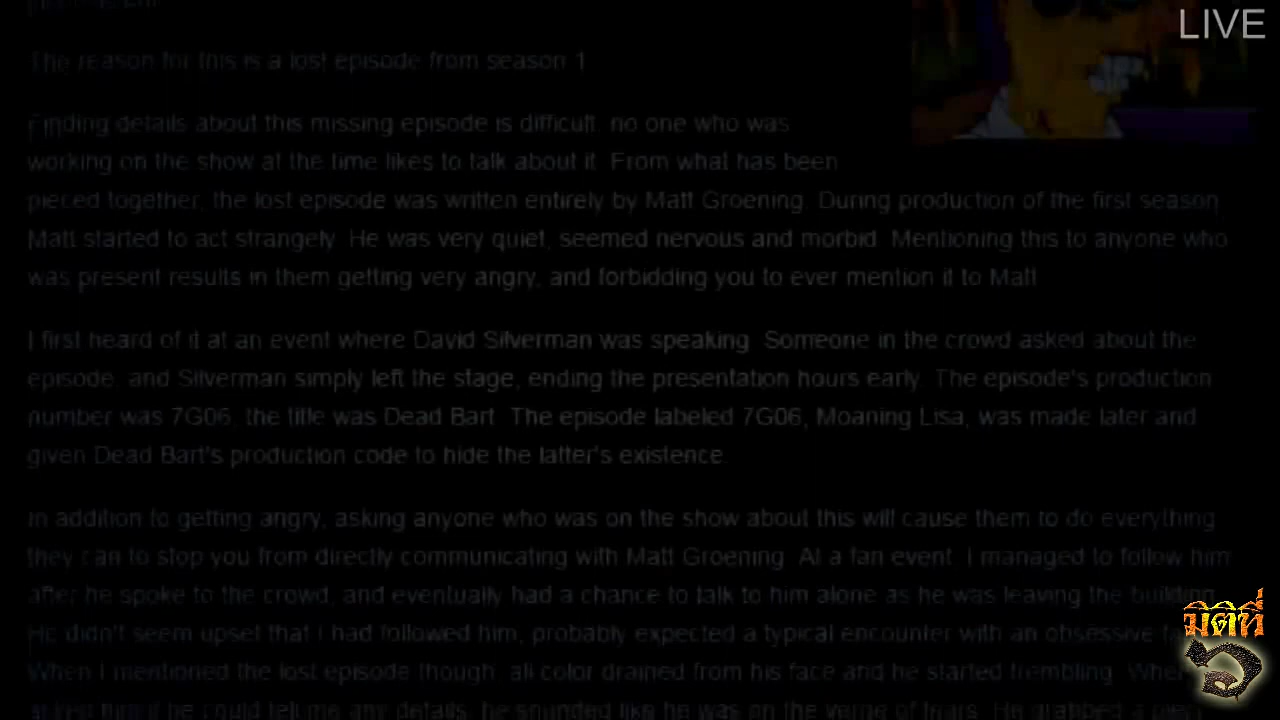 LIVE
The reason for this is a lost episode from season 1
Finding details about this missing episode is difficult, no one who was
working on the show at the time likes to talk about it. From what has been
pieced together, the lost episode was written entirely by Matt Groening. During production of the first season,
Matt started to act strangely. He was very quiet, seemed nervous and morbid. Mentioning this to anyone who
was present results in them getting very angry, and forbidding you to ever mention it to Matt.
I first heard of it at an event where David Silverman was speaking. Someone in the crowd asked about the
episode, and Silverman simply left the stage, ending the presentation hours early. The episode's production
number was 7G06, the title was Dead Bart. The episode labeled 7G06, Moaning Lisa, was made later and
given Dead Bart's production code to hide the latter's existence.
In addition to getting angry, asking anyone who was on the show about this will cause them to do everything
they can to stop you from directly communicating with Matt Groening. At a fan event, I managed to follow him
after he spoke to the crowd, and eventually had a chance to talk to him alone as he was leaving the building.
He didn't seem upset that I had followed him, probably expected a typical encounter with an obsessive
When I mentioned the lost episode though, all color drained from his face and he started trembling. When
asked him if he could tell me any details, he sounded like he was on the verge of tears. He grabbed a
มิติที่
๖